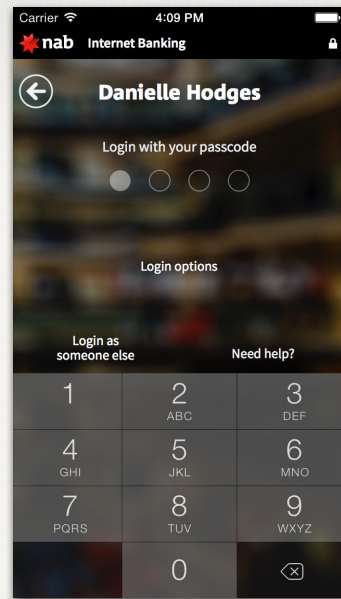 Carrier 4:09 PM
nab Internet Banking
Danielle Hodges
Login with your passcode
Login options
Login as
someone else
Need help?
1 2 3
ABC DEF
4 5 6
GHI JKL MNO
7 8 9
PQRS TUV WXYZ
0